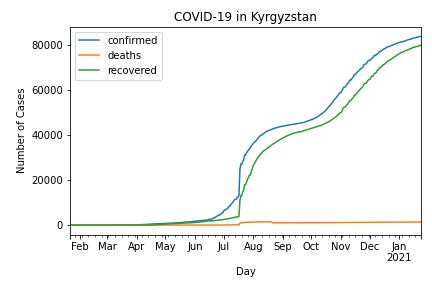 COVID-19 in Kyrgyzstan
confirmed
deaths
recovered
Number of Cases
80000
60000
40000
20000
0
Feb Mar Apr May Jun Jul Aug Sep Oct Nov Dec Jan
2021
Day